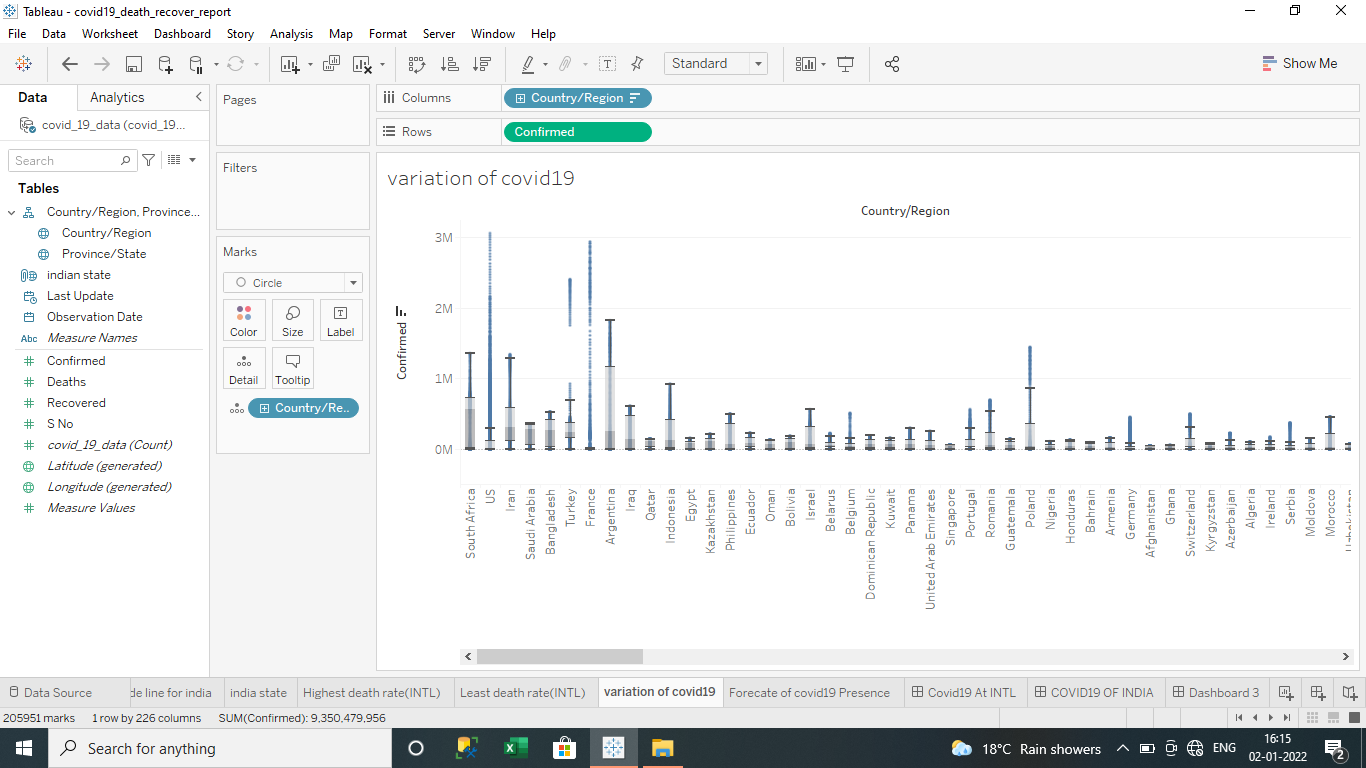 Tableau - covid19_death_recover_report
File Data Worksheet Dashboard Story Analysis Map Format Server Window Help
Standard
Show Me
Data Analytics
covid_19_data (covid_19...
Search
Tables
Country/Region, Province...
Country/Region
Province/State
indian state
Last Update
Observation Date
Abc Measure Names
Confirmed
Deaths
Recovered
S No
covid_19_data (Count)
Latitude (generated)
Longitude (generated)
Measure Values
Pages
Filters
Marks
Circle
Color Size Label
Detail Tooltip
Country/Re..
Columns Country/Region
Rows Confirmed
variation of covid19
Country/Region
3M
2M
1M
0M
Confirmed
South Africa
US
Iran
Saudi Arabia
Bangladesh
Turkey
France
Argentina
Iraq
Qatar
Indonesia
Egypt
Kazakhstan
Philippines
Ecuador
Oman
Bolivia
Israel
Belarus
Belgium
Dominican Republic
Kuwait
Panama
United Arab Emirates
Singapore
Portugal
Romania
Guatemala
Poland
Nigeria
Honduras
Bahrain
Armenia
Germany
Afghanistan
Ghana
Switzerland
Kyrgyzstan
Azerbaijan
Algeria
Ireland
Serbia
Moldova
Morocco
Data Source de line for india india state Highest death rate(INTL) Least death rate(INTL) variation of covid19 Forecate of covid19 Presence Covid19 At INTL COVID19 OF INDIA Dashboard 3
205951 marks 1 row by 226 columns SUM(Confirmed): 9,350,479,956
Search for anything
18°C Rain showers
ENG
16:15
02-01-2022
2